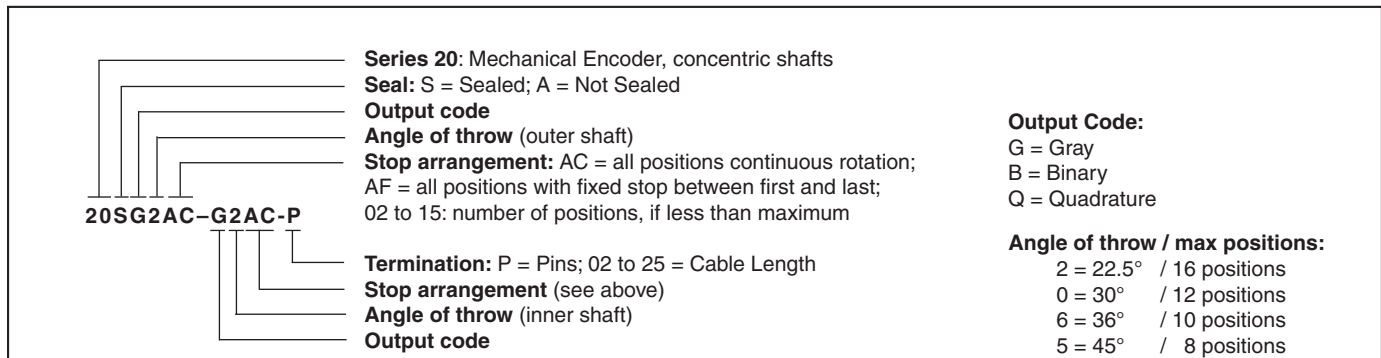 Series 20: Mechanical Encoder, concentric shafts
Seal: S = Sealed; A = Not Sealed
Output code
Angle of throw (outer shaft)
Stop arrangement: AC = all positions continuous rotation;
AF = all positions with fixed stop between first and last;
02 to 15: number of positions, if less than maximum
20SG2AC–G2AC-P
Termination: P = Pins; 02 to 25 = Cable Length
Stop arrangement (see above)
Angle of throw (inner shaft)
Output code
Output Code:
G = Gray
B = Binary
Q = Quadrature
Angle of throw / max positions:
2 = 22.5° / 16 positions
0 = 30° / 12 positions
6 = 36° / 10 positions
5 = 45° / 8 positions